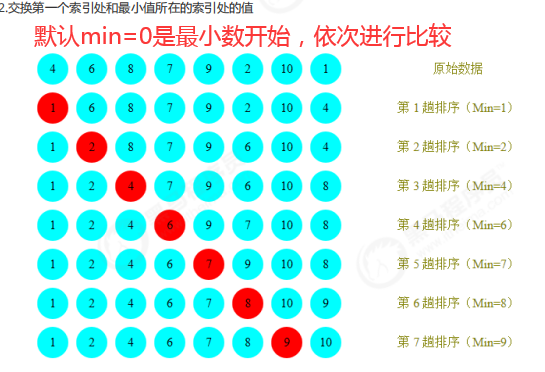 2.交换第一个索引处和最小值所在的索引处的值
默认min=0是最小数开始，依次进行比较
4 6 8 7 9 2 10 1 原始数据
1 6 8 7 9 2 10 4 第 1 趟排序（Min=1）
1 2 8 7 9 6 10 4 第 2 趟排序（Min=2）
1 2 4 7 9 6 10 8 第 3 趟排序（Min=4）
1 2 4 6 9 7 10 8 第 4 趟排序（Min=6）
1 2 4 6 7 9 10 8 第 5 趟排序（Min=7）
1 2 4 6 7 8 10 9 第 6 趟排序（Min=8）
1 2 4 6 7 8 9 10 第 7 趟排序（Min=9）